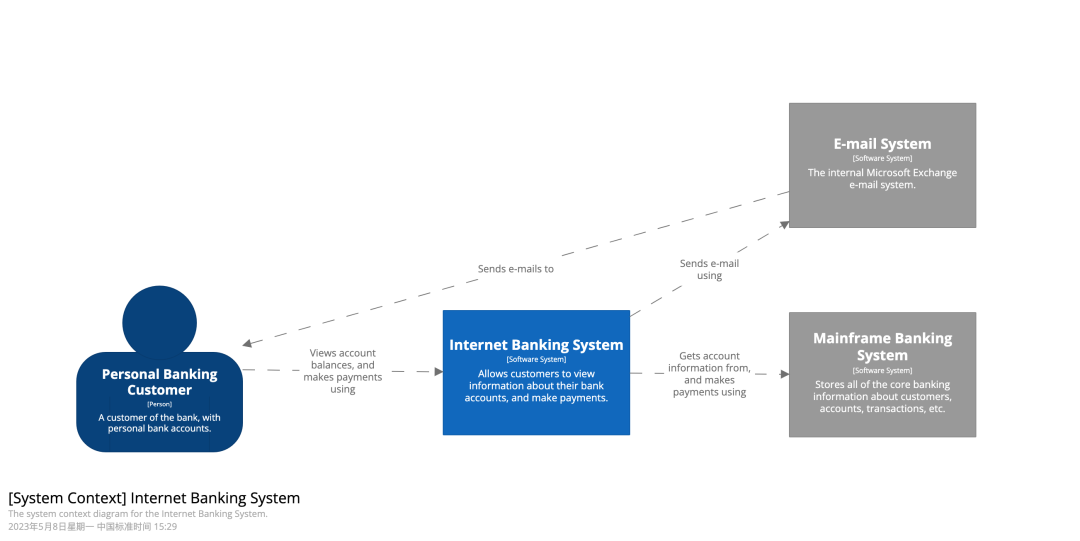 E-mail System
[Software System]
The internal Microsoft Exchange
e-mail system.
Sends e-mails to
Sends e-mail
using
Personal Banking
Customer
[Person]
A customer of the bank, with
personal bank accounts.
Views account
balances, and
makes payments
using
Internet Banking System
[Software System]
Allows customers to view
information about their bank
accounts, and make payments.
Gets account
information from,
and makes
payments using
Mainframe Banking
System
[Software System]
Stores all of the core banking
information about customers,
accounts, transactions, etc.
[System Context] Internet Banking System
The system context diagram for the Internet Banking System.
2023年5月8日星期一 中国标准时间 15:29